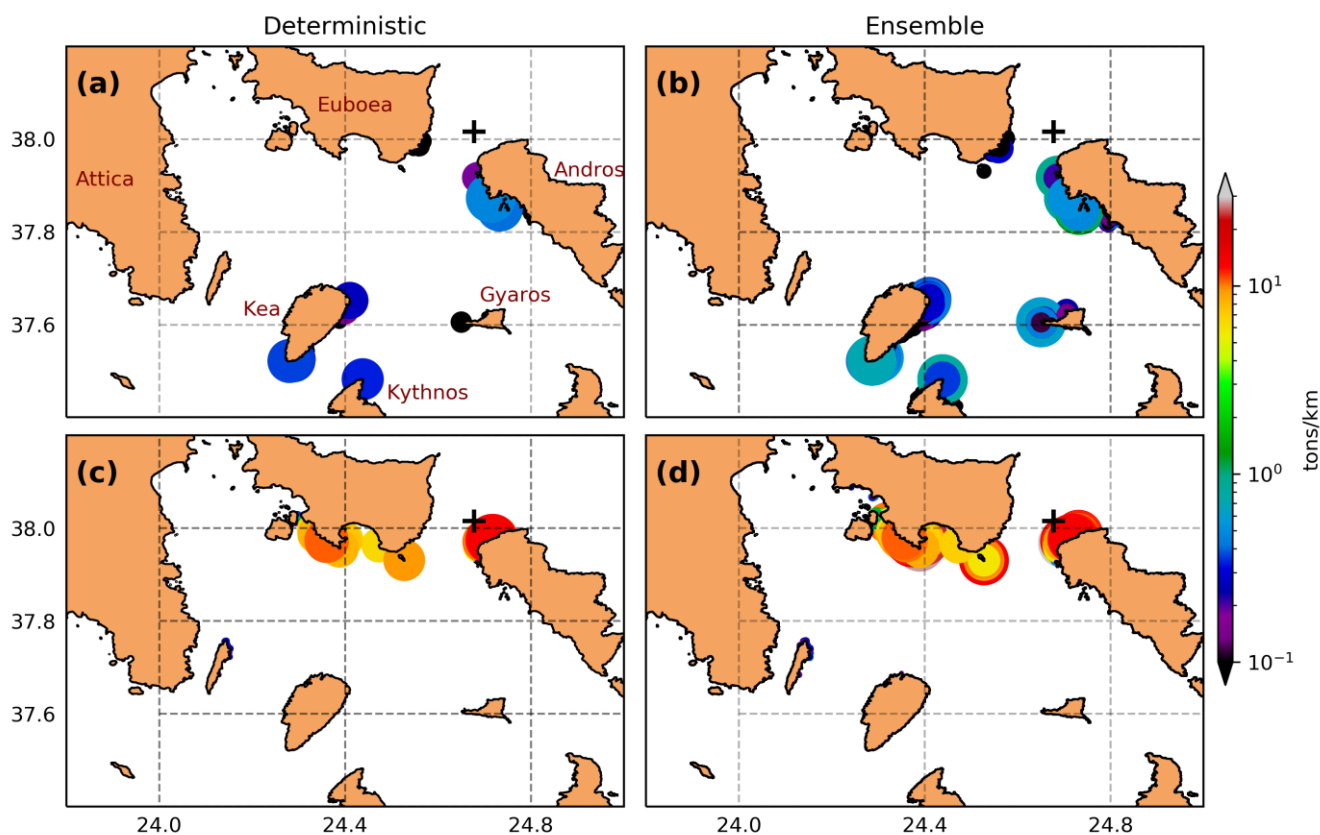 Deterministic
Ensemble
(a)
Euboea
38.0
Attica
Andros
37.8
Kea
Gyaros
37.6
Kythnos
(b)
(c)
38.0
37.8
37.6
24.0
24.4
24.8
(d)
24.0
24.4
24.8
10¹
10⁰
10⁻¹
tons/km